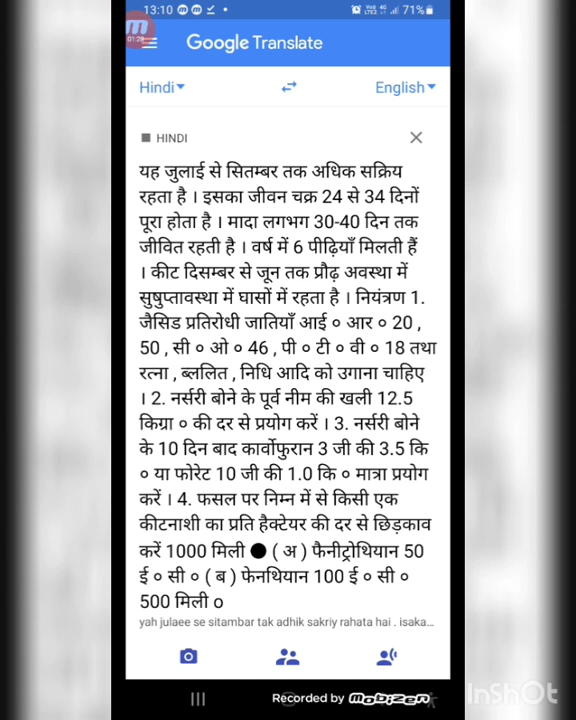 13:10
71%
01:29
Google Translate
Hindi
English
HINDI
यह जुलाई से सितम्बर तक अधिक सक्रिय
रहता है । इसका जीवन चक्र 24 से 34 दिनों
पूरा होता है । मादा लगभग 30-40 दिन तक
जीवित रहती है । वर्ष में 6 पीढ़ियाँ मिलती हैं
। कीट दिसम्बर से जून तक प्रौढ़ अवस्था में
सुषुप्तावस्था में घासों में रहता है । नियंत्रण 1.
जैसिड प्रतिरोधी जातियाँ आई ० आर ० 20 ,
50 , सी ० ओ ० 46 , पी ० टी ० वी ० 18 तथा
रत्ना , ब्ललित , निधि आदि को उगाना चाहिए
। 2. नर्सरी बोने के पूर्व नीम की खली 12.5
किग्रा ० की दर से प्रयोग करें । 3. नर्सरी बोने
के 10 दिन बाद कार्वोफुरान 3 जी की 3.5 कि
० या फोरेट 10 जी की 1.0 कि ० मात्रा प्रयोग
करें । 4. फसल पर निम्न में से किसी एक
कीटनाशी का प्रति हैक्टेयर की दर से छिड़काव
करें 1000 मिली ● ( अ ) फैनीट्रोथियान 50
ई ० सी ० ( ब ) फेनथियान 100 ई ० सी ०
500 मिली o
yah julaee se sitambar tak adhik sakriy rahata hai . isaka...
Recorded by MOBIZEN
InShOt